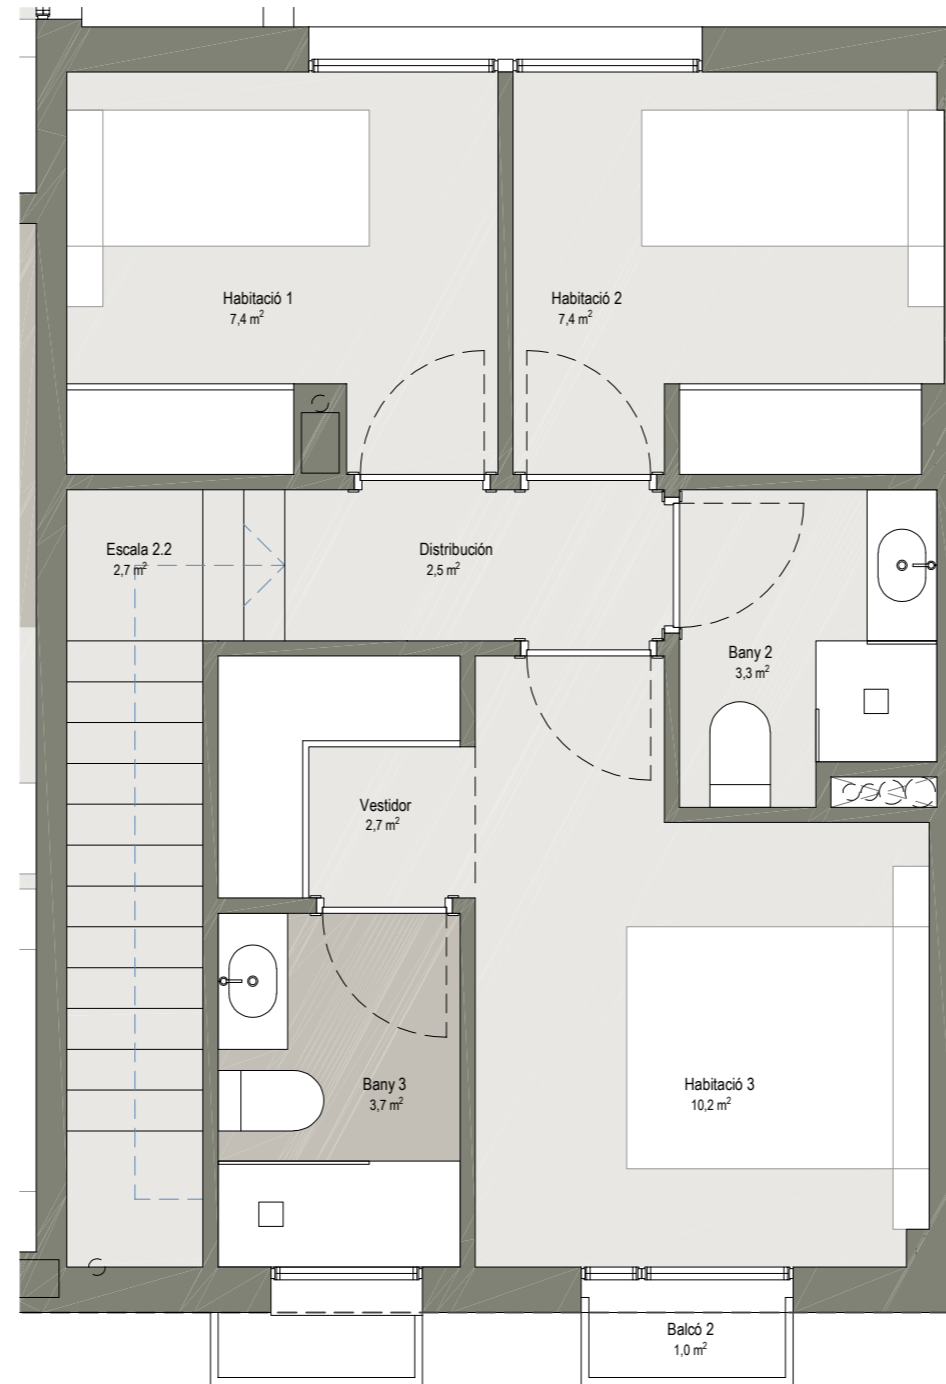 Habitació 1
7,4 m²
Habitació 2
7,4 m²
Escala 2.2
2,7 m²
Distribución
2,5 m²
Bany 2
3,3 m²
Vestidor
2,7 m²
Bany 3
3,7 m²
Habitació 3
10,2 m²
Balcó 2
1,0 m²